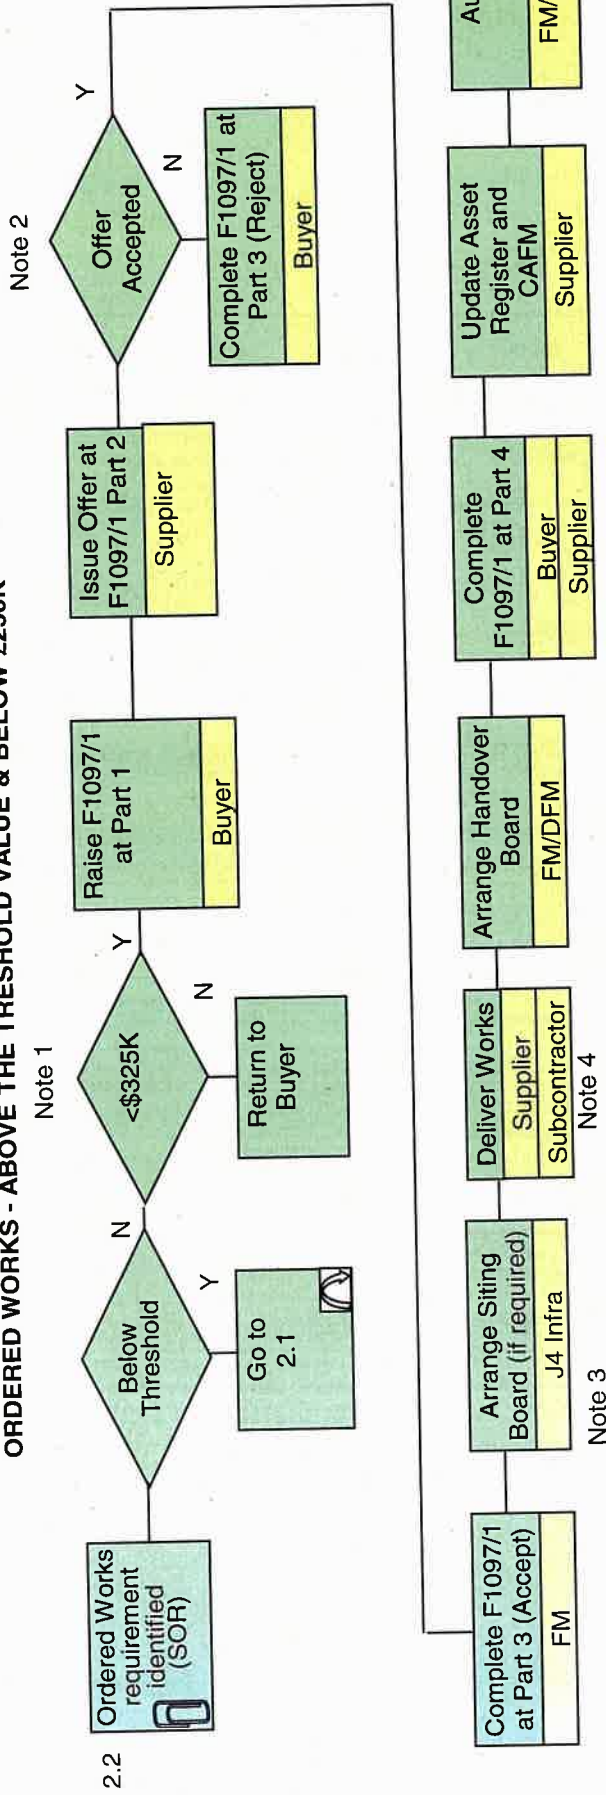 ORDERED WORKS - ABOVE THE TRESHOLD VALUE & BELOW £250K
2.2
Ordered Works
requirement
identified
(SOR)
Below
Threshold
N
Y
Go to
2.1
Note 1
<$325K
Y
N
Return to
Buyer
Raise F1097/1
at Part 1
Buyer
Issue Offer at
F1097/1 Part 2
Supplier
Note 2
Offer
Accepted
Y
N
Complete F1097/1 at
Part 3 (Reject)
Buyer
Complete F1097/1
at Part 3 (Accept)
FM
Arrange Siting
Board (if required)
J4 Infra
Note 3
Deliver Works
Supplier
Subcontractor
Note 4
Arrange Handover
Board
FM/DFM
Complete
F1097/1 at Part 4
Buyer
Supplier
Update Asset
Register and
CAFM
Supplier
Au
FM/